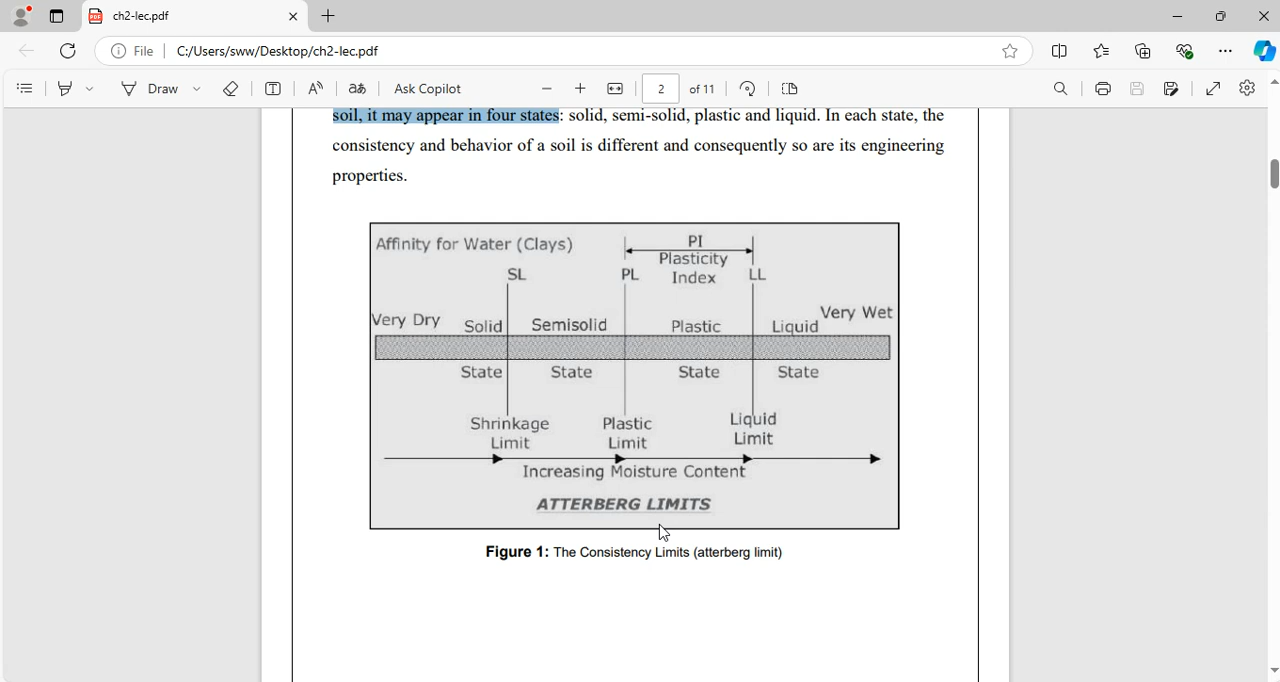 ch2-lec.pdf
File C:/Users/sww/Desktop/ch2-lec.pdf
Draw aあ Ask Copilot 2 of 11
soil, it may appear in four states: solid, semi-solid, plastic and liquid. In each state, the
consistency and behavior of a soil is different and consequently so are its engineering
properties.
Affinity for Water (Clays)
PI
Plasticity
Index
SL PL LL
Very Dry Solid Semisolid Plastic Liquid Very Wet
State State State State
Shrinkage
Limit
Plastic
Limit
Liquid
Limit
Increasing Moisture Content
ATTERBERG LIMITS
Figure 1: The Consistency Limits (atterberg limit)